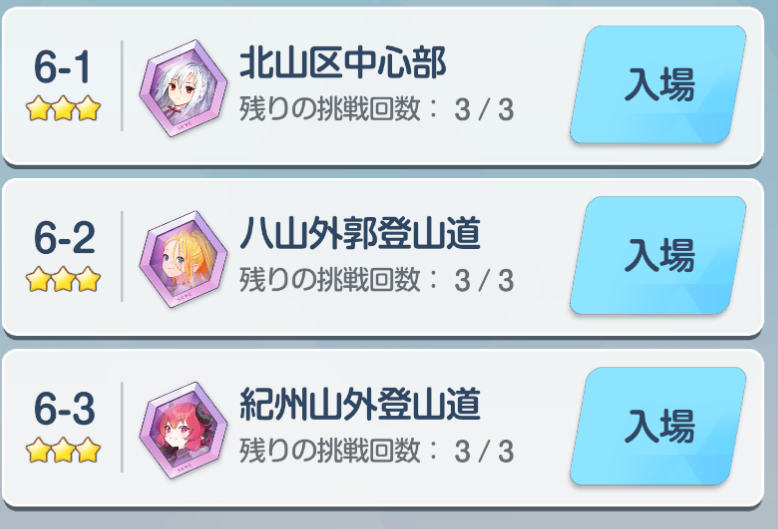 6-1
北山区中心部
残りの挑戦回数： 3 / 3
入場
6-2
八山外郭登山道
残りの挑戦回数： 3 / 3
入場
6-3
紀州山外登山道
残りの挑戦回数： 3 / 3
入場